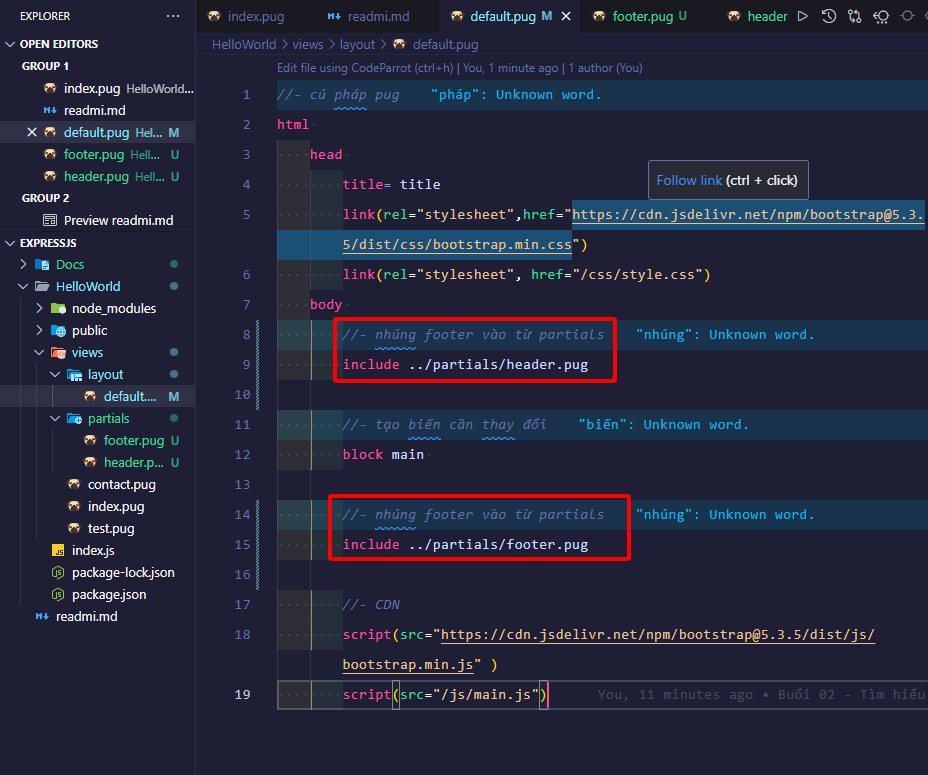 EXPLORER ...
OPEN EDITORS
GROUP 1
index.pug HelloWorld...
readmi.md
default.pug Hel... M
footer.pug Hell... U
header.pug Hell... U
GROUP 2
Preview readmi.md
EXPRESSJS
Docs
HelloWorld
node_modules
public
views
layout
default.... M
partials
footer.pug U
header.p... U
contact.pug
index.pug
test.pug
JS index.js
package-lock.json
package.json
readmi.md
index.pug readmi.md default.pug M footer.pug U header
HelloWorld > views > layout > default.pug
Edit file using CodeParrot (ctrl+h) | You, 1 minute ago | 1 author (You)
1 //- cú pháp pug "pháp": Unknown word.
2 html
3 head
4 title= title
Follow link (ctrl + click)
5 link(rel="stylesheet",href="https://cdn.jsdelivr.net/npm/bootstrap@5.3.
5/dist/css/bootstrap.min.css")
6 link(rel="stylesheet", href="/css/style.css")
7 body
8 //- nhúng footer vào từ partials "nhúng": Unknown word.
9 include ../partials/header.pug
10
11 //- tạo biến cần thay đổi "biến": Unknown word.
12 block main
13
14 //- nhúng footer vào từ partials "nhúng": Unknown word.
15 include ../partials/footer.pug
16
17 //- CDN
18 script(src="https://cdn.jsdelivr.net/npm/bootstrap@5.3.5/dist/js/
bootstrap.min.js" )
19 script(src="/js/main.js") You, 11 minutes ago • Buổi 02 - Tìm hiểu